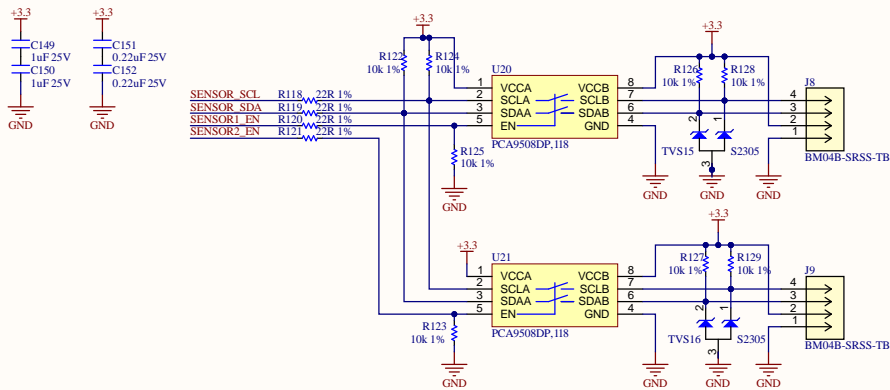 +3.3
+3.3
C149
1uF 25V
C150
1uF 25V
GND
C151
0.22uF 25V
C152
0.22uF 25V
GND
SENSOR_SCL
SENSOR_SDA
SENSOR1_EN
SENSOR2_EN
R118 22R 1%
R119 22R 1%
R120 22R 1%
R121 22R 1%
+3.3
R122
10k 1%
R124
10k 1%
R125
10k 1%
GND
U20
1 VCCA VCCB 8
2 SCLA SCLB 7
3 SDAA SDAB 6
5 EN GND 4
PCA9508DP,118
GND
+3.3
R126
10k 1%
R128
10k 1%
2
1
TVS15
S2305
3
GND
J8
4
3
2
1
BM04B-SRSS-TB
GND
+3.3
R123
10k 1%
GND
U21
1 VCCA VCCB 8
2 SCLA SCLB 7
3 SDAA SDAB 6
5 EN GND 4
PCA9508DP,118
GND
+3.3
R127
10k 1%
R129
10k 1%
2
1
TVS16
S2305
3
GND
J9
4
3
2
1
BM04B-SRSS-TB
GND